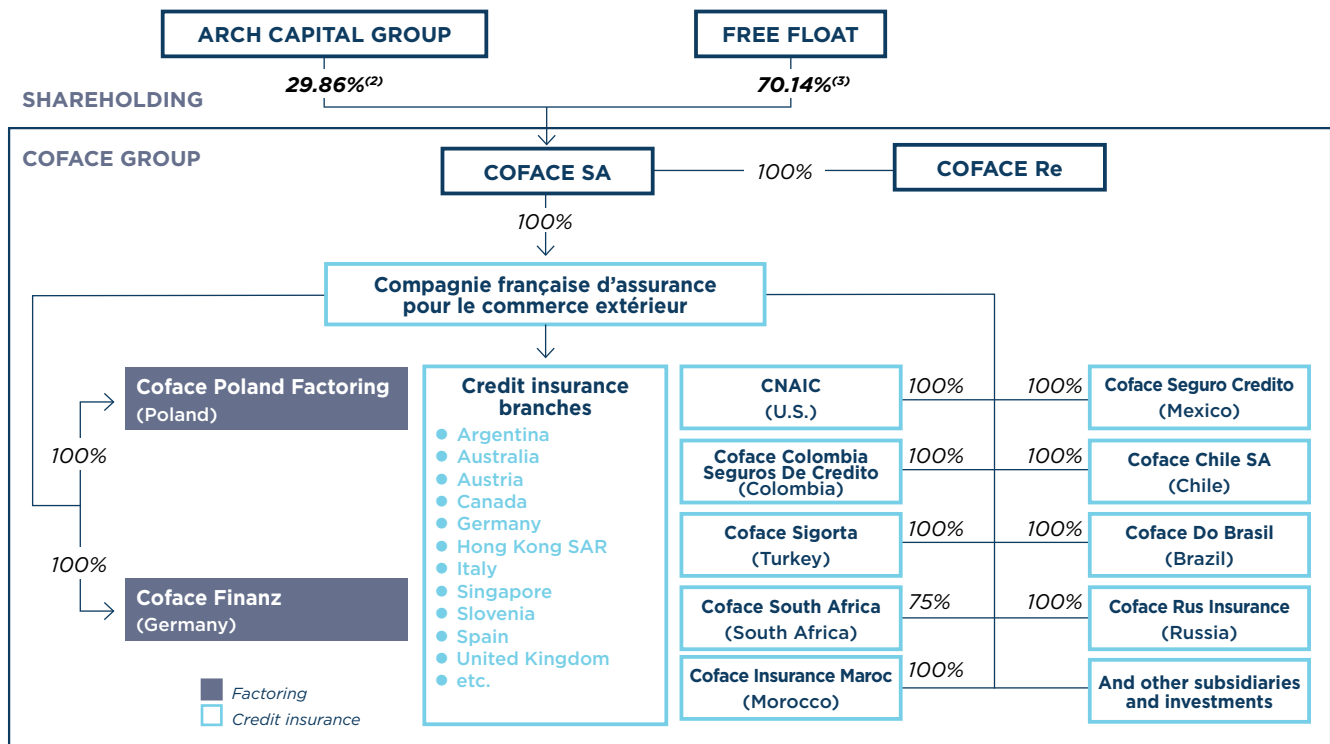 ARCH CAPITAL GROUP
FREE FLOAT
29.86%(2)
70.14%(3)
SHAREHOLDING
COFACE GROUP
COFACE SA
100%
COFACE Re
100%
Compagnie française d’assurance
pour le commerce extérieur
Coface Poland Factoring
(Poland)
100%
100%
Coface Finanz
(Germany)
Credit insurance
branches
Argentina
Australia
Austria
Canada
Germany
Hong Kong SAR
Italy
Singapore
Slovenia
Spain
United Kingdom
etc.
CNAIC
(U.S.)
100%
100%
Coface Seguro Credito
(Mexico)
Coface Colombia
Seguros De Credito
(Colombia)
100%
100%
Coface Chile SA
(Chile)
Coface Sigorta
(Turkey)
100%
100%
Coface Do Brasil
(Brazil)
Coface South Africa
(South Africa)
75%
100%
Coface Rus Insurance
(Russia)
Coface Insurance Maroc
(Morocco)
100%
And other subsidiaries
and investments
Factoring
Credit insurance